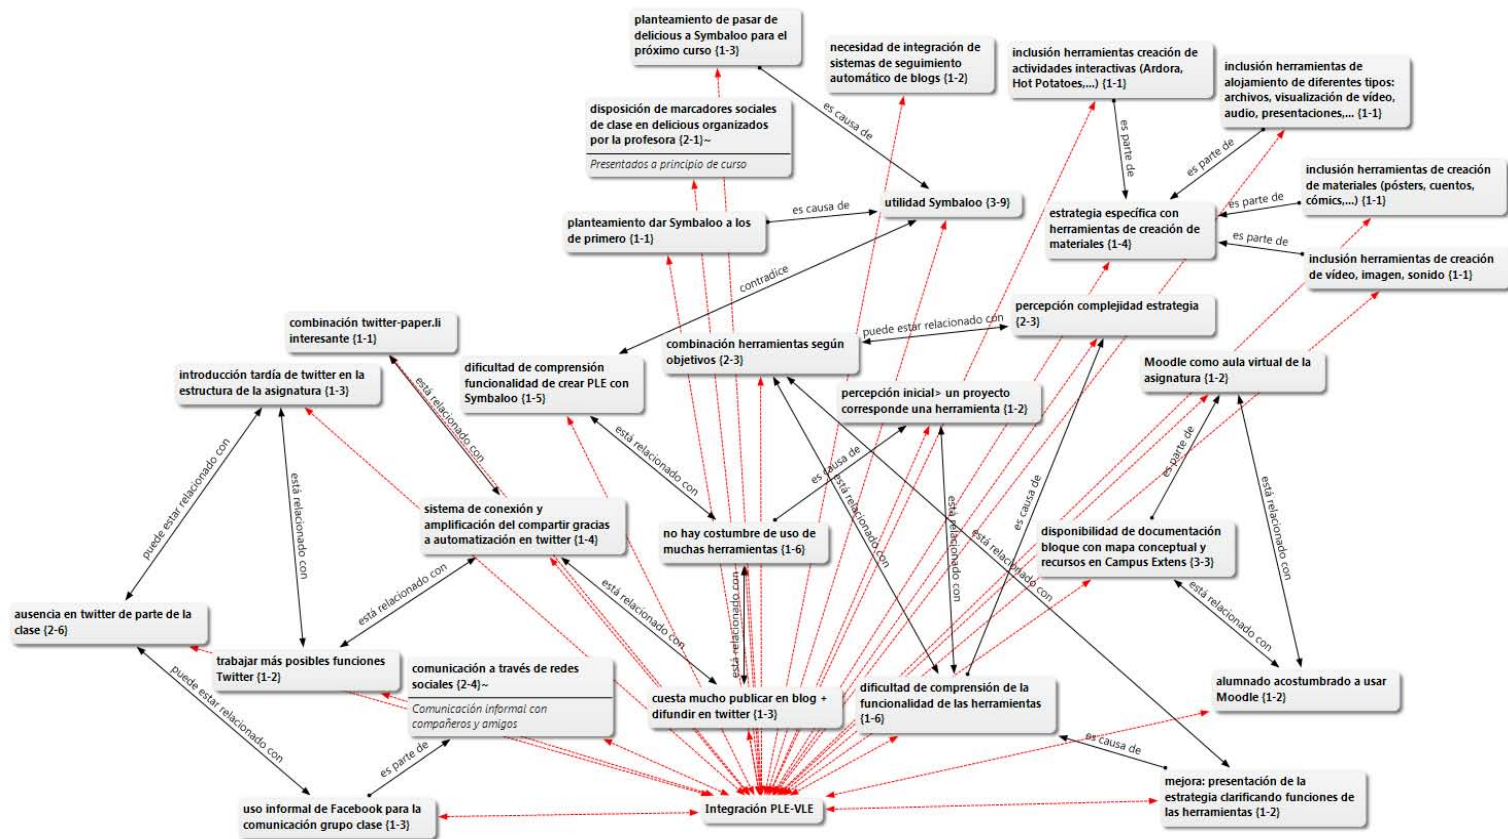 planteamiento de pasar de
delicious a Symbaloo para el
próximo curso {1-3}
necesidad de integración de
sistemas de seguimiento
automático de blogs {1-2}
inclusión herramientas creación de
actividades interactivas (Ardora,
Hot Potatoes,...) {1-1}
inclusión herramientas de
alojamiento de diferentes tipos:
archivos, visualización de vídeo,
audio, presentaciones,... {1-1}
disposición de marcadores sociales
de clase en delicious organizados
por la profesora {2-1}~
Presentados a principio de curso
es causa de
es parte de
es parte de
inclusión herramientas de creación
de materiales (pósters, cuentos,
cómics,...) {1-1}
es parte de
planteamiento dar Symbaloo a los
de primero {1-1}
es causa de
utilidad Symbaloo {3-9}
estrategia específica con
herramientas de creación de
materiales {1-4}
es parte de
inclusión herramientas de creación
de vídeo, imagen, sonido {1-1}
contradice
combinación twitter-paper.li
interesante {1-1}
percepción complejidad estrategia
{2-3}
puede estar relacionado con
combinación herramientas según
objetivos {2-3}
introducción tardía de twitter en la
estructura de la asignatura {1-3}
dificultad de comprensión
funcionalidad de crear PLE con
Symbaloo {1-5}
Moodle como aula virtual de la
asignatura {1-2}
percepción inicial> un proyecto
corresponde una herramienta {1-2}
está relacionado con
puede estar relacionado con
está relacionado con
está relacionado con
es causa de
está relacionado con
está relacionado con
es causa de
es parte de
está relacionado con
sistema de conexión y
amplificación del compartir gracias
a automatización en twitter {1-4}
no hay costumbre de uso de
muchas herramientas {1-6}
disponibilidad de documentación
bloque con mapa conceptual y
recursos en Campus Extens {3-3}
está relacionado con
está relacionado con
está relacionado con
está relacionado con
está relacionado con
ausencia en twitter de parte de la
clase {2-6}
trabajar más posibles funciones
Twitter {1-2}
comunicación a través de redes
sociales {2-4}~
Comunicación informal con
compañeros y amigos
cuesta mucho publicar en blog +
difundir en twitter {1-3}
dificultad de comprensión de la
funcionalidad de las herramientas
{1-6}
alumnado acostumbrado a usar
Moodle {1-2}
puede estar relacionado con
es parte de
es causa de
uso informal de Facebook para la
comunicación grupo clase {1-3}
Integración PLE-VLE
mejora: presentación de la
estrategia clarificando funciones de
las herramientas {1-2}